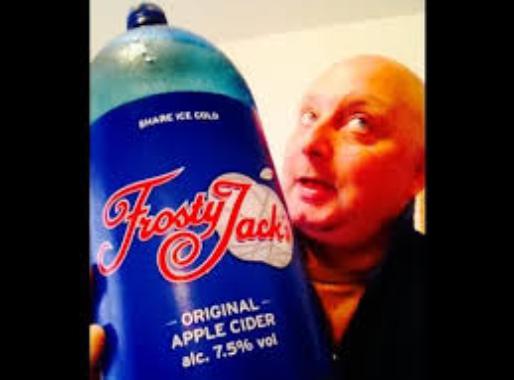 SHARE ICE COLD
Frosty Jack's
ORIGINAL
APPLE CIDER
alc. 7.5% vol